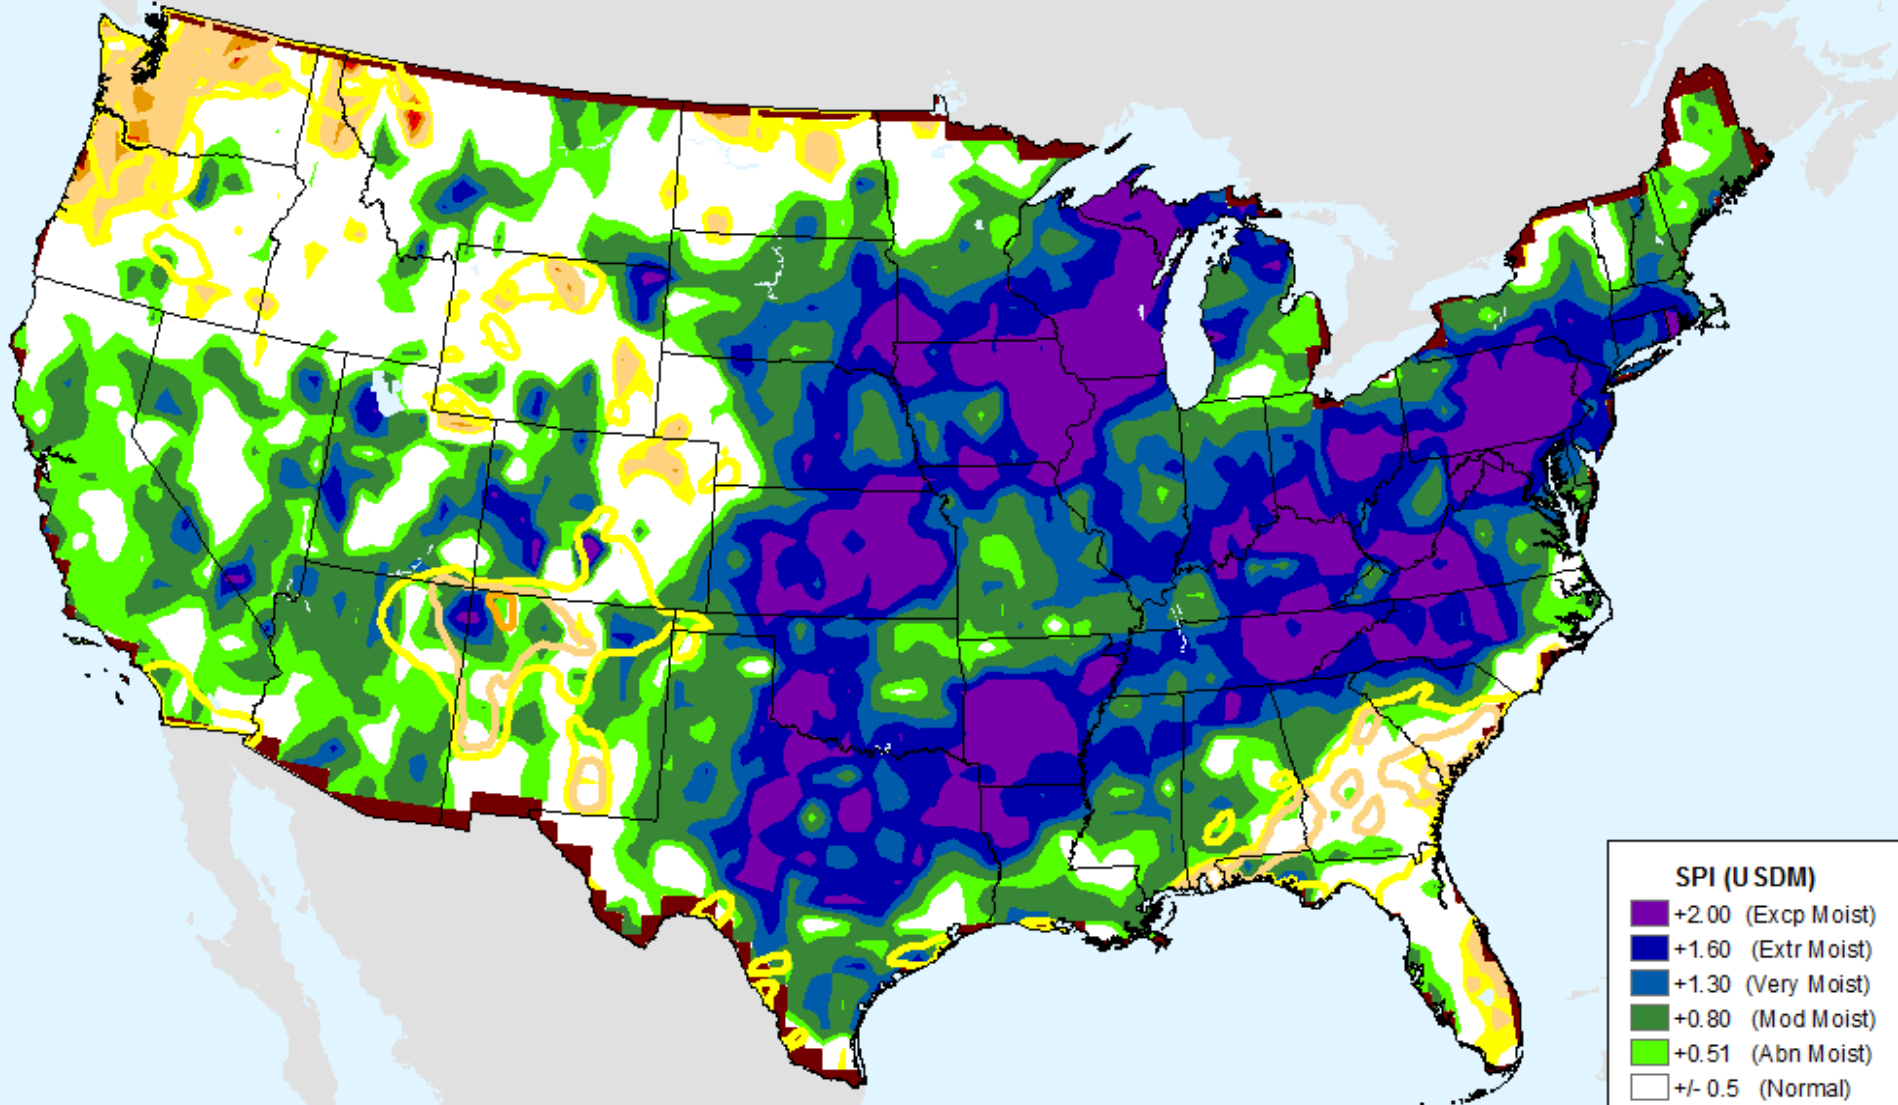 SPI (USDM)
+2.00 (Excp Moist)
+1.60 (Extr Moist)
+1.30 (Very Moist)
+0.80 (Mod Moist)
+0.51 (Abn Moist)
+/- 0.5 (Normal)